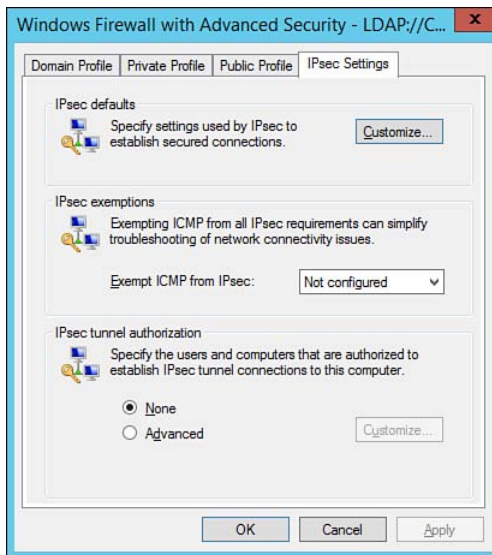 Windows Firewall with Advanced Security - LDAP://C...
x
Domain Profile Private Profile Public Profile IPsec Settings
IPsec defaults
Specify settings used by IPsec to
establish secured connections.
Customize...
IPsec exemptions
Exempting ICMP from all IPsec requirements can simplify
troubleshooting of network connectivity issues.
Exempt ICMP from IPsec: Not configured
IPsec tunnel authorization
Specify the users and computers that are authorized to
establish IPsec tunnel connections to this computer.
None
Advanced
Customize...
OK Cancel Apply